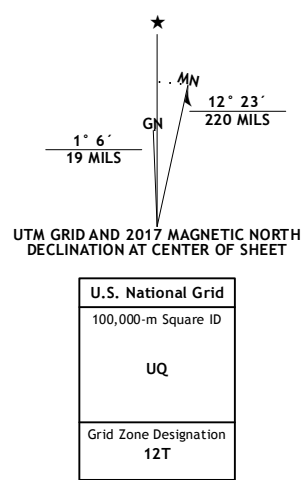 ★
MN
GN
12° 23´
220 MILS
1° 6´
19 MILS
UTM GRID AND 2017 MAGNETIC NORTH
DECLINATION AT CENTER OF SHEET
U.S. National Grid
100,000-m Square ID
UQ
Grid Zone Designation
12T